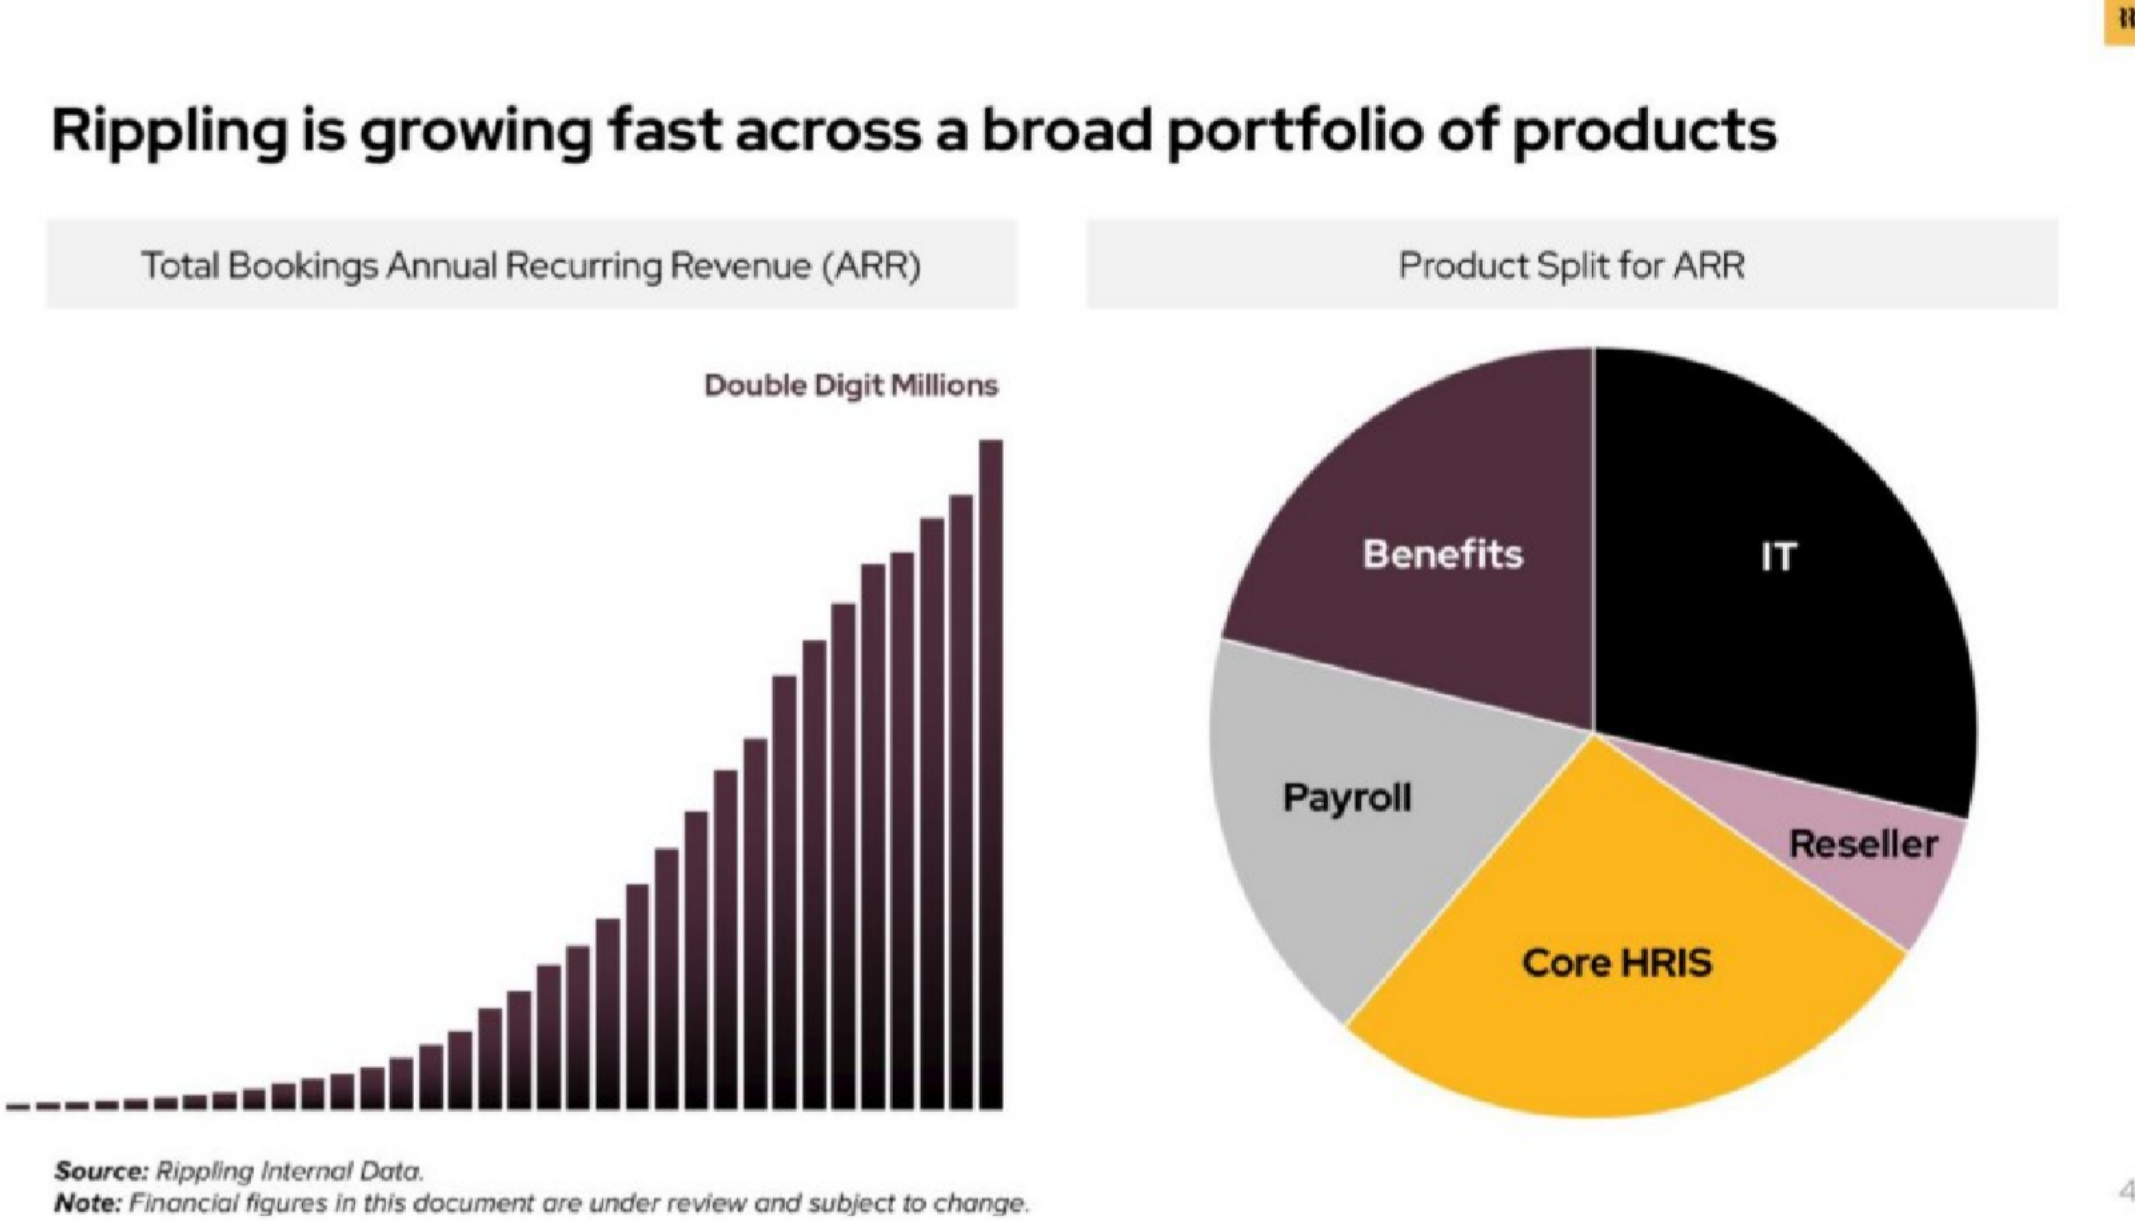 Rippling is growing fast across a broad portfolio of products
Total Bookings Annual Recurring Revenue (ARR)
Product Split for ARR
Double Digit Millions
Benefits
IT
Payroll
Reseller
Core HRIS
Source: Rippling Internal Data.
Note: Financial figures in this document are under review and subject to change.
4